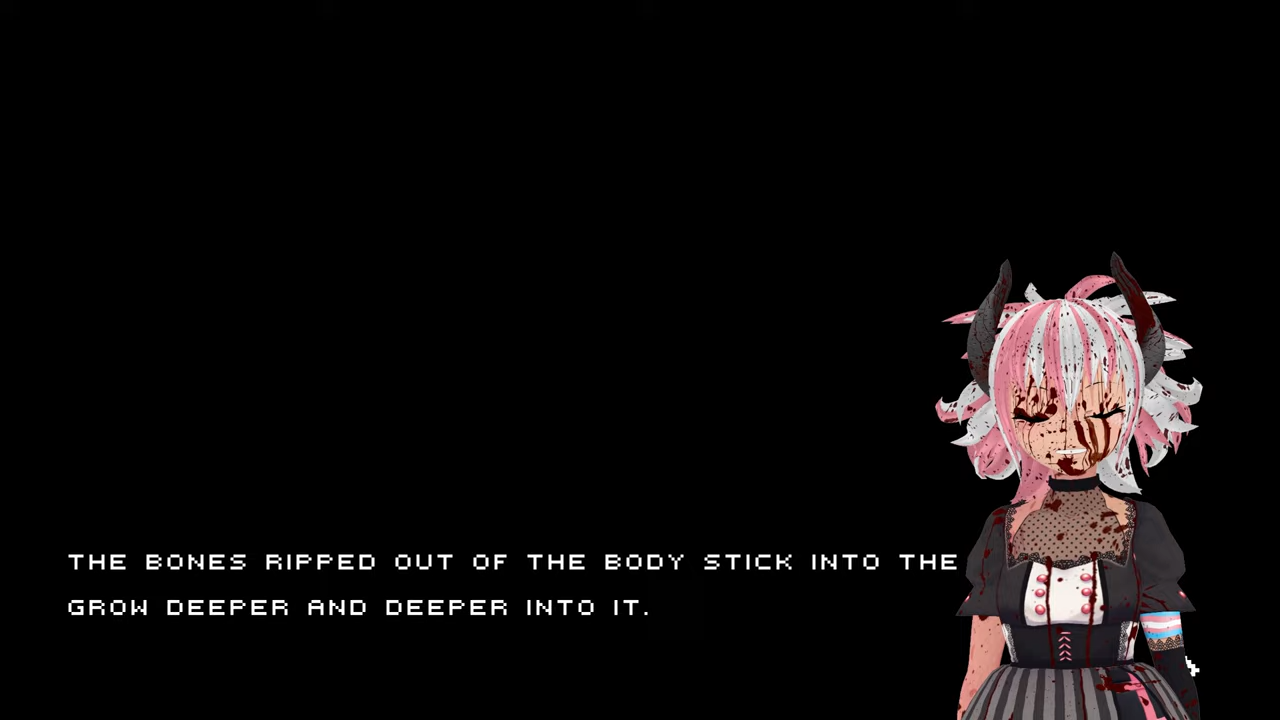 THE BONES RIPPED OUT OF THE BODY STICK INTO THE
GROW DEEPER AND DEEPER INTO IT.